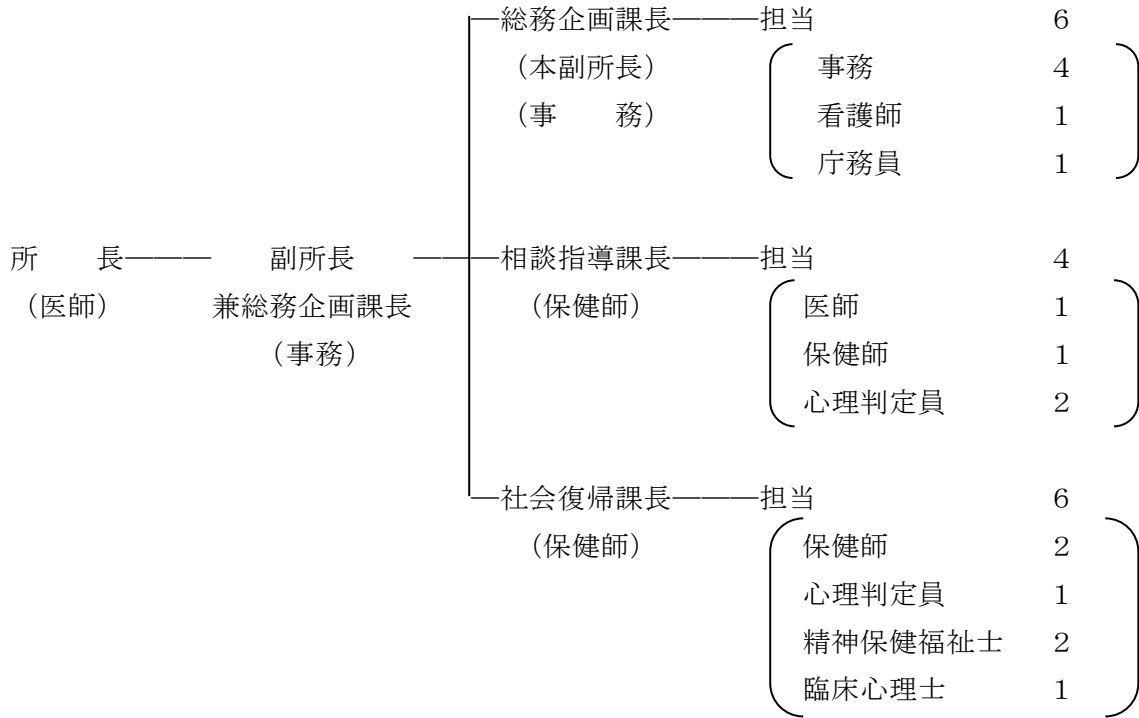 総務企画課長―――担当 6
（本副所長） 事務 4
（事　　務） 看護師 1
庁務員 1
所　　長――― 副所長 ―――相談指導課長―――担当 4
（医師） 兼総務企画課長 （保健師） 医師 1
（事務） 保健師 1
心理判定員 2
社会復帰課長―――担当 6
（保健師） 保健師 2
心理判定員 1
精神保健福祉士 2
臨床心理士 1